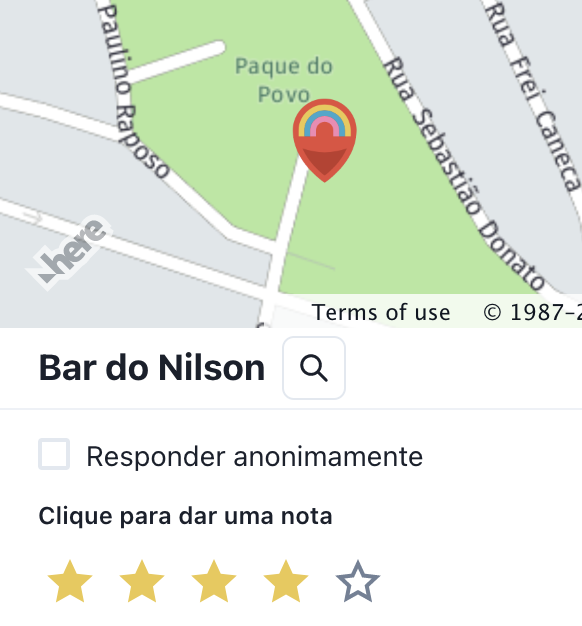 Paulino Raposo
Paque do
Povo
Rua Sebastião Donato
Rua Frei Caneca
here
Terms of use © 1987-2
Bar do Nilson
Responder anonimamente
Clique para dar uma nota